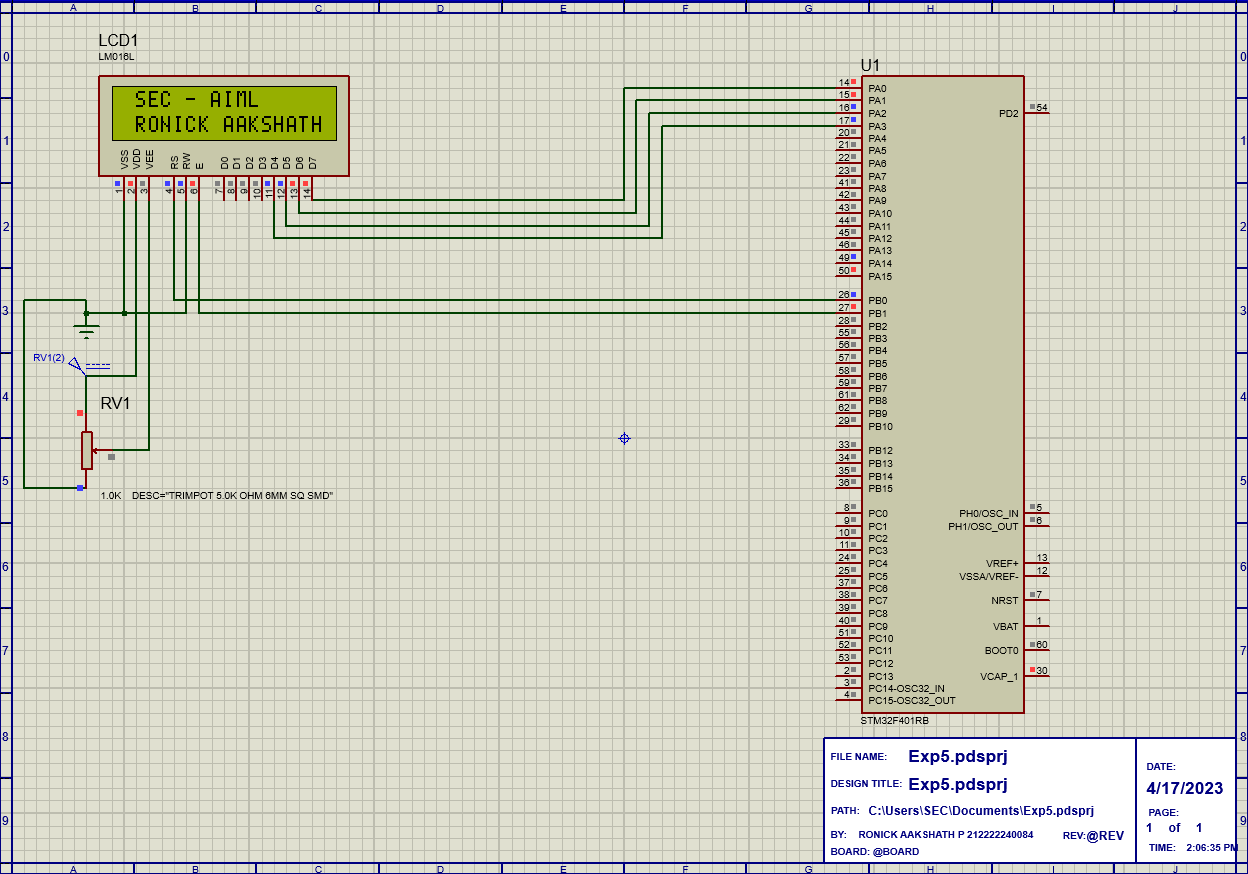 A B C D E F G H I J
0
LCD1
LM016L
SEC - AIML
RONICK AAKSHATH
VSS VDD VEE RS RW E D0 D1 D2 D3 D4 D5 D6 D7
1 2 3 4 5 6 7 8 9 10 11 12 13 14
U1
14 PA0
15 PA1
16 PA2
17 PA3
20 PA4
21 PA5
22 PA6
23 PA7
41 PA8
42 PA9
43 PA10
44 PA11
45 PA12
46 PA13
49 PA14
50 PA15
26 PB0
27 PB1
28 PB2
55 PB3
56 PB4
57 PB5
58 PB6
59 PB7
61 PB8
62 PB9
29 PB10
33 PB12
34 PB13
35 PB14
36 PB15
8 PC0
9 PC1
10 PC2
11 PC3
24 PC4
25 PC5
37 PC6
38 PC7
39 PC8
40 PC9
51 PC10
52 PC11
53 PC12
2 PC13
3 PC14-OSC32_IN
4 PC15-OSC32_OUT
PD2 54
PH0/OSC_IN 5
PH1/OSC_OUT 6
VREF+ 13
VSSA/VREF- 12
NRST 7
VBAT 1
BOOT0 60
VCAP_1 30
STM32F401RB
RV1(2)
RV1
1.0K DESC="TRIMPOT 5.0K OHM 6MM SQ SMD"
0
1
2
3
4
5
6
7
8
9
0
1
2
3
4
5
6
7
8
9
FILE NAME: Exp5.pdsprj
DESIGN TITLE: Exp5.pdsprj
PATH: C:\Users\SEC\Documents\Exp5.pdsprj
BY: RONICK AAKSHATH P 212222240084 REV:@REV
BOARD: @BOARD
DATE:
4/17/2023
PAGE:
1 of 1
TIME: 2:06:35 PM
A B C D E F G H I J